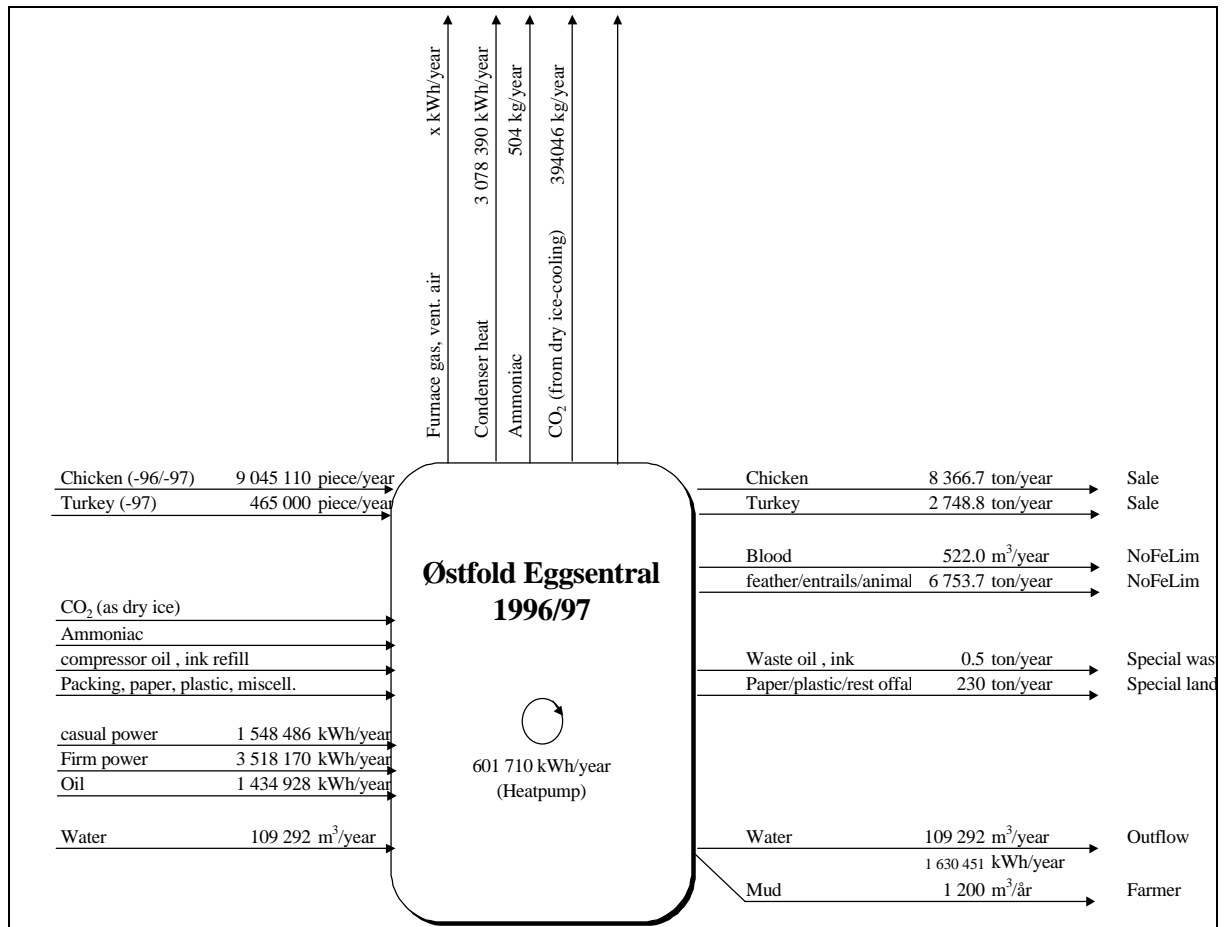 Furnace gas, vent. air x kWh/year
Condenser heat 3 078 390 kWh/year
Ammoniac 504 kg/year
CO₂ (from dry ice-cooling) 394046 kg/year
Chicken (-96/-97) 9 045 110 piece/year
Turkey (-97) 465 000 piece/year
CO₂ (as dry ice)
Ammoniac
compressor oil , ink refill
Packing, paper, plastic, miscell.
casual power 1 548 486 kWh/year
Firm power 3 518 170 kWh/year
Oil 1 434 928 kWh/year
Water 109 292 m³/year
Østfold Eggsentral
1996/97
601 710 kWh/year
(Heatpump)
Chicken 8 366.7 ton/year Sale
Turkey 2 748.8 ton/year Sale
Blood 522.0 m³/year NoFeLim
feather/entrails/animal 6 753.7 ton/year NoFeLim
Waste oil , ink 0.5 ton/year Special was
Paper/plastic/rest offal 230 ton/year Special land
Water 109 292 m³/year Outflow
1 630 451 kWh/year
Mud 1 200 m³/år Farmer